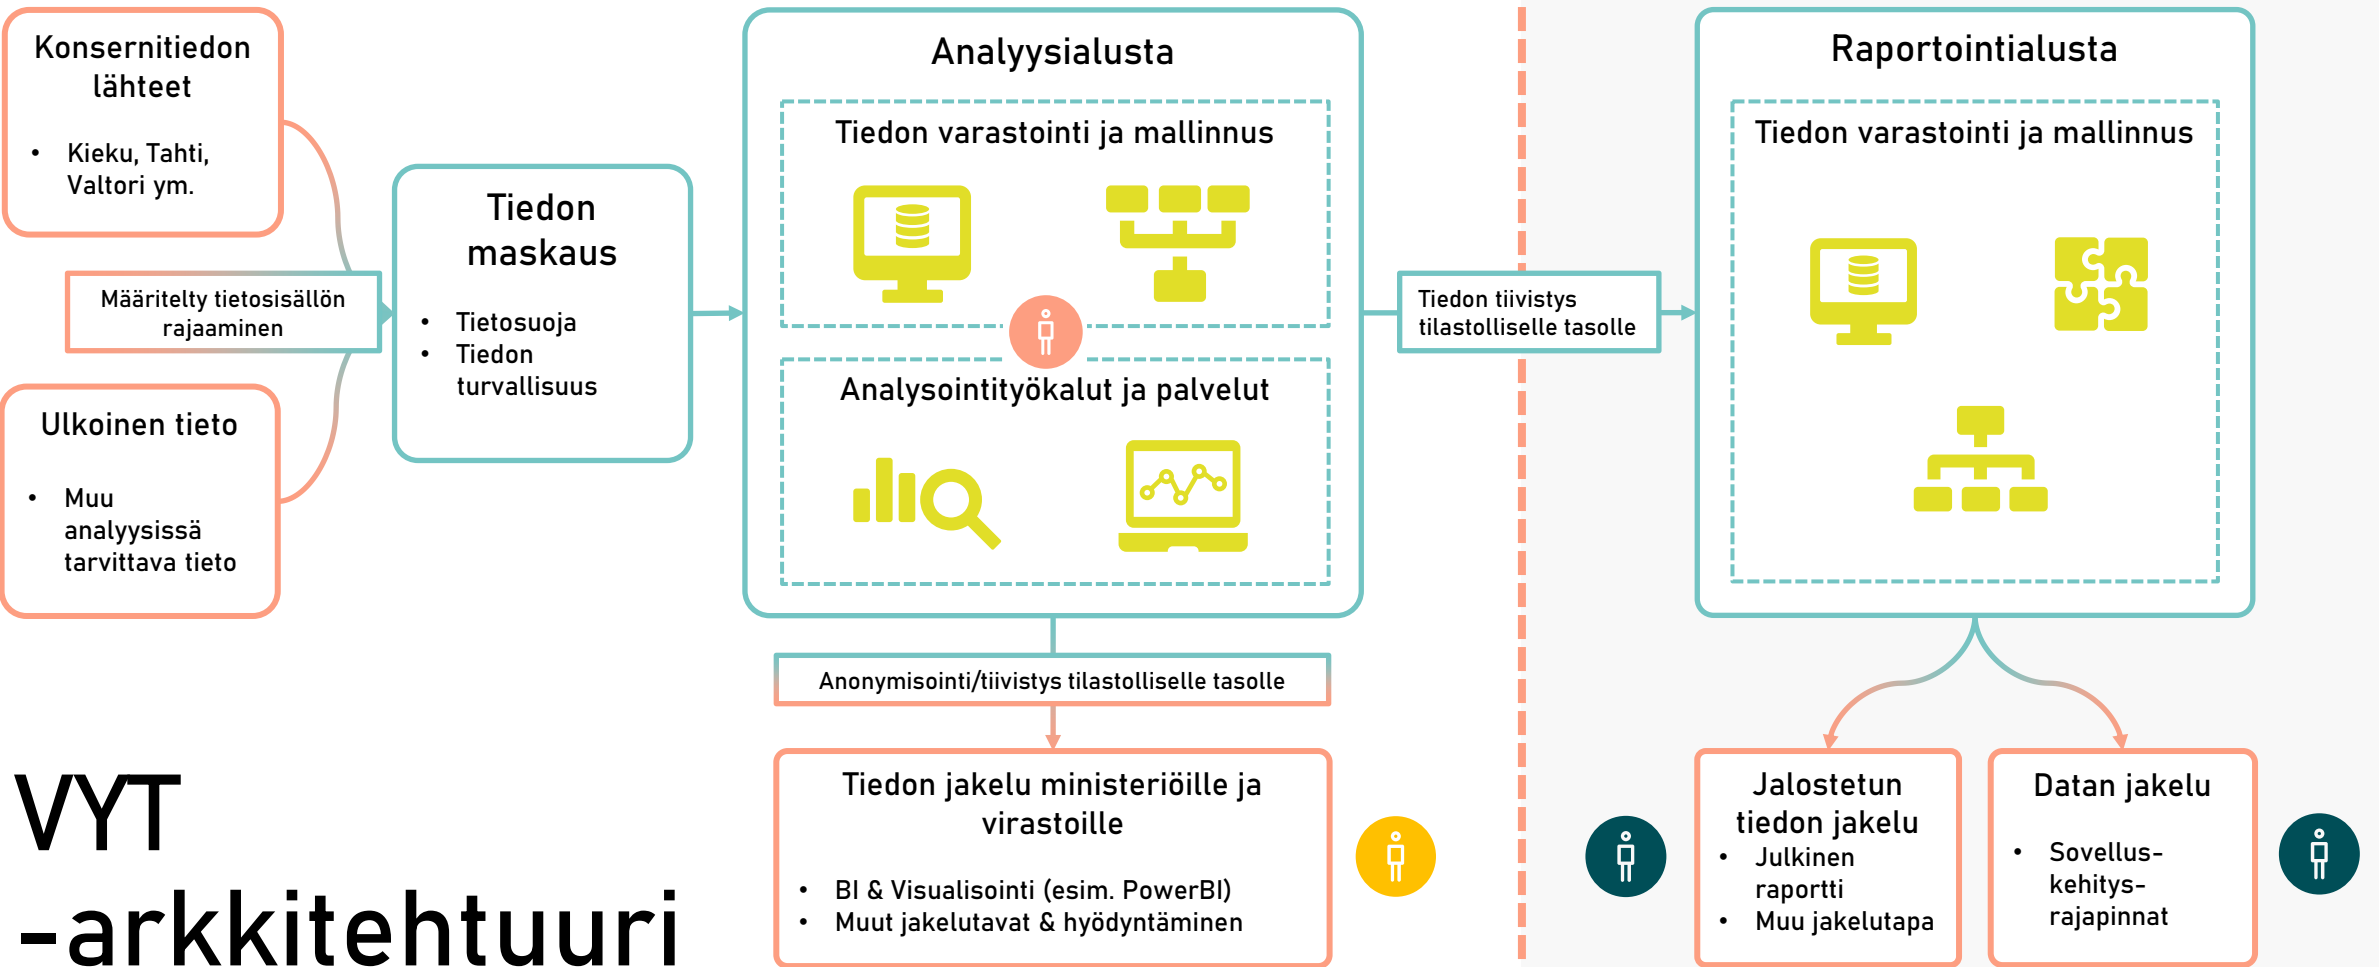 Konsernitiedon
lähteet
• Kieku, Tahti,
Valtori ym.
Määritelty tietosisällön
rajaaminen
Ulkoinen tieto
• Muu
analyysissä
tarvittava tieto
Tiedon
maskaus
• Tietosuoja
• Tiedon
turvallisuus
Analyysialusta
Tiedon varastointi ja mallinnus
Analysointityökalut ja palvelut
Anonymisointi/tiivistys tilastolliselle tasolle
Tiedon jakelu ministeriöille ja
virastoille
• BI & Visualisointi (esim. PowerBI)
• Muut jakelutavat & hyödyntäminen
Tiedon tiivistys
tilastolliselle tasolle
Raportointialusta
Tiedon varastointi ja mallinnus
Jalostetun
tiedon jakelu
• Julkinen
raportti
• Muu jakelutapa
Datan jakelu
• Sovellus-
kehitys-
rajapinnat
VYT
-arkkitehtuuri